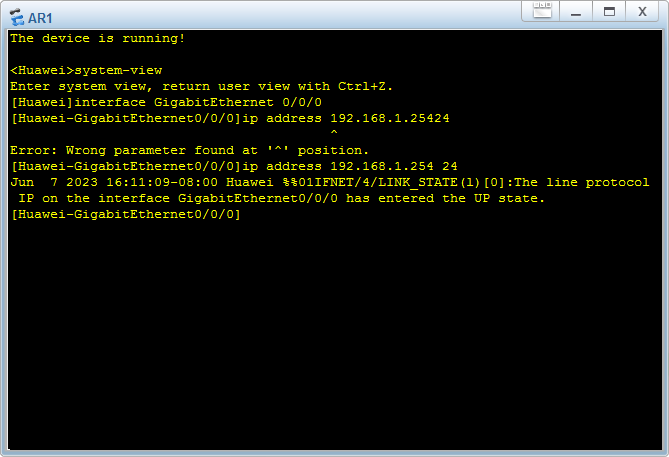 AR1
The device is running!
<Huawei>system-view
Enter system view, return user view with Ctrl+Z.
[Huawei]interface GigabitEthernet 0/0/0
[Huawei-GigabitEthernet0/0/0]ip address 192.168.1.25424
^
Error: Wrong parameter found at '^' position.
[Huawei-GigabitEthernet0/0/0]ip address 192.168.1.254 24
Jun  7 2023 16:11:09-08:00 Huawei %%01IFNET/4/LINK_STATE(l)[0]:The line protocol
IP on the interface GigabitEthernet0/0/0 has entered the UP state.
[Huawei-GigabitEthernet0/0/0]